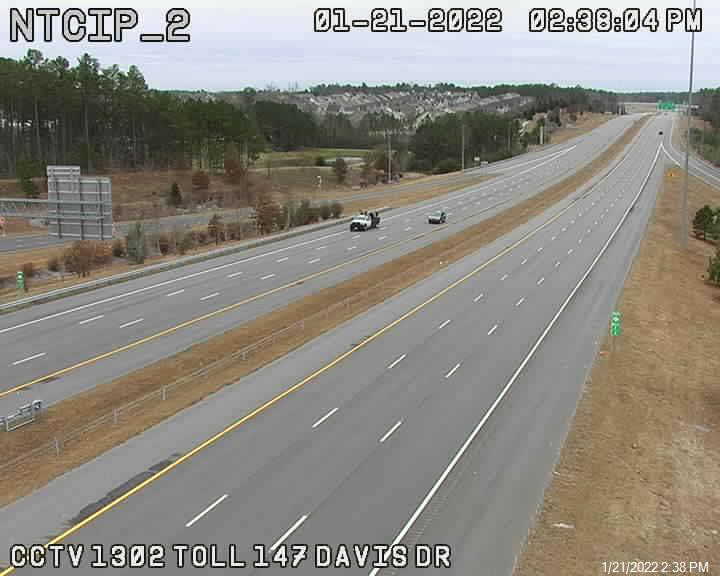 NTCIP_2 01-21-2022 02:38:04 PM
CCTV 1302 TOLL 147 DAVIS DR
1/21/2022 2:38 PM